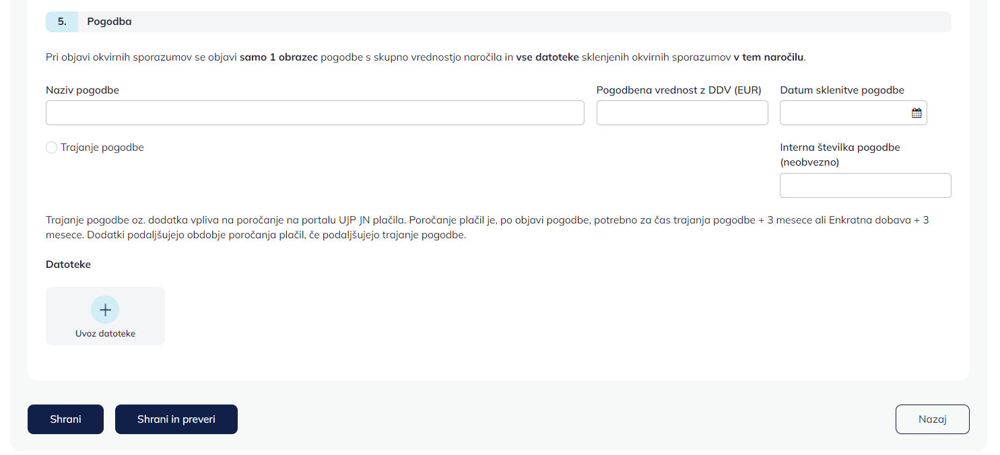 5. Pogodba
Pri objavi okvirnih sporazumov se objavi samo 1 obrazec pogodbe s skupno vrednostjo naročila in vse datoteke sklenjenih okvirnih sporazumov v tem naročilu.
Naziv pogodbe
Pogodbena vrednost z DDV (EUR)
Datum sklenitve pogodbe
Trajanje pogodbe
Interna številka pogodbe
(neobvezno)
Trajanje pogodbe oz. dodatka vpliva na poročanje na portalu UJP JN plačila. Poročanje plačil je, po objavi pogodbe, potrebno za čas trajanja pogodbe + 3 mesece ali Enkratna dobava + 3
mesece. Dodatki podaljšujejo obdobje poročanja plačil, če podaljšujejo trajanje pogodbe.
Datoteke
Uvoz datoteke
Shrani
Shrani in preveri
Nazaj